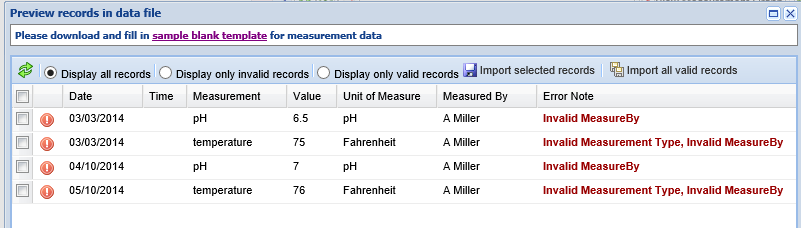 Preview records in data file
Please download and fill in sample blank template for measurement data
Display all records Display only invalid records Display only valid records Import selected records Import all valid records
Date Time Measurement Value Unit of Measure Measured By Error Note
03/03/2014 pH 6.5 pH A Miller Invalid MeasureBy
03/03/2014 temperature 75 Fahrenheit A Miller Invalid Measurement Type, Invalid MeasureBy
04/10/2014 pH 7 pH A Miller Invalid MeasureBy
05/10/2014 temperature 76 Fahrenheit A Miller Invalid Measurement Type, Invalid MeasureBy